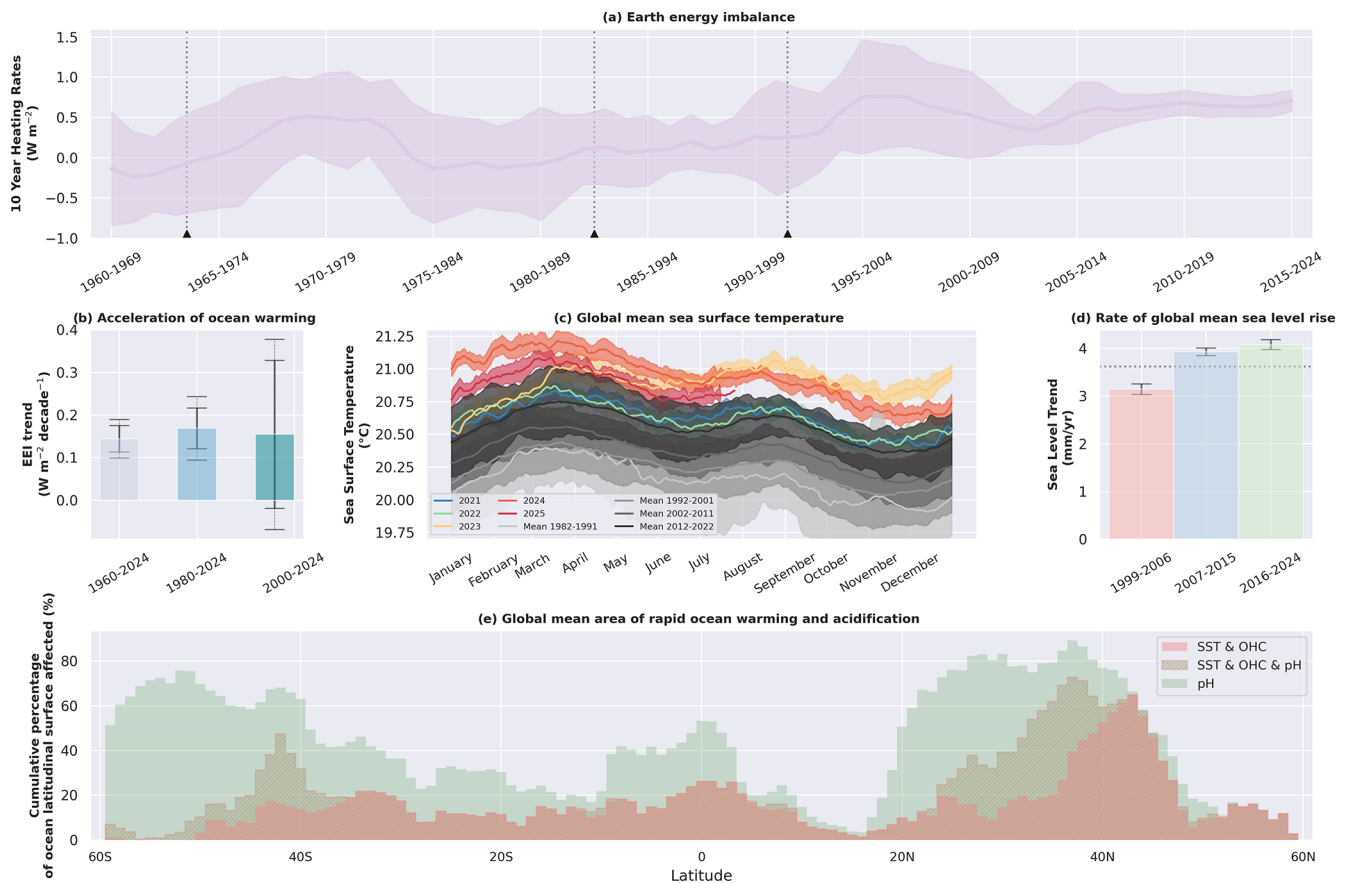 (a) Earth energy imbalance
10 Year Heating Rates
(W m⁻²)
1.5
1.0
0.5
0.0
−0.5
−1.0
1960-1969
1965-1974
1970-1979
1975-1984
1980-1989
1985-1994
1990-1999
1995-2004
2000-2009
2005-2014
2010-2019
2015-2024
(b) Acceleration of ocean warming
EEI trend
(W m⁻² decade⁻¹)
0.4
0.3
0.2
0.1
0.0
1960-2024
1980-2024
2000-2024
(c) Global mean sea surface temperature
Sea Surface Temperature
(°C)
21.25
21.00
20.75
20.50
20.25
20.00
19.75
2021
2022
2023
2024
2025
Mean 1982-1991
Mean 1992-2001
Mean 2002-2011
Mean 2012-2022
January
February
March
April
May
June
July
August
September
October
November
December
(d) Rate of global mean sea level rise
Sea Level Trend
(mm/yr)
4
3
2
1
0
1999-2006
2007-2015
2016-2024
(e) Global mean area of rapid ocean warming and acidification
Cumulative percentage
of ocean latitudinal surface affected (%)
80
60
40
20
0
SST & OHC
SST & OHC & pH
pH
60S
40S
20S
0
20N
40N
60N
Latitude